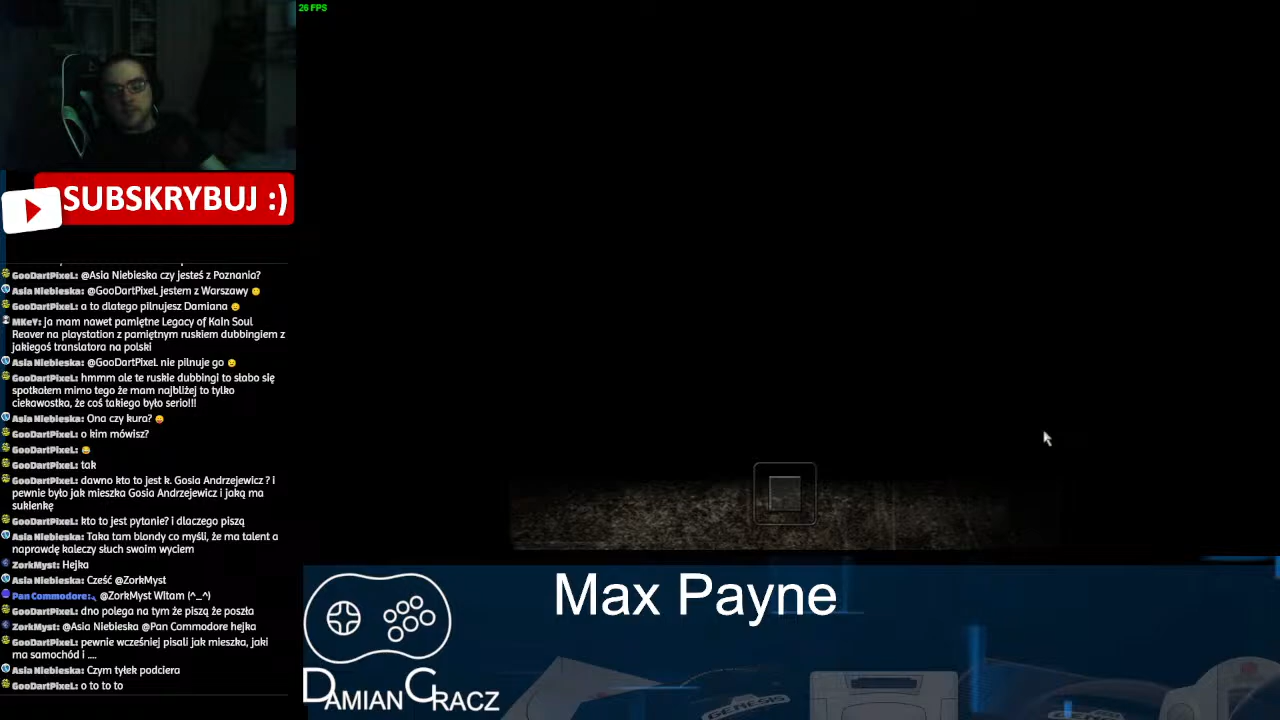 26 FPS
SUBSKRYBUJ :)
GooDartPixeL: @Asia Niebieska czy jesteś z Poznania?
Asia Niebieska: @GooDartPixeL jestem z Warszawy
GooDartPixeL: a to dlatego pilnujesz Damiana
MKeY: ja mam nawet pamiętne Legacy of Kain Soul
Reaver na playstation z pamiętnym ruskiem dubbingiem z
jakiegoś translatora na polski
Asia Niebieska: @GooDartPixeL nie pilnuje go
GooDartPixeL: hmmm ale te ruskie dubbingi to słabo się
spotkałem mimo tego że mam najbliżej to tylko
ciekawostka, że coś takiego było serio!!!
Asia Niebieska: Ona czy kura?
GooDartPixeL: o kim mówisz?
GooDartPixeL:
GooDartPixeL: tak
GooDartPixeL: dawno kto to jest k. Gosia Andrzejewicz ? i
pewnie było jak mieszka Gosia Andrzejewicz i jaką ma
sukienkę
GooDartPixeL: kto to jest pytanie? i dlaczego piszą
Asia Niebieska: Taka tam blondy co myśli, że ma talent a
naprawdę kaleczy słuch swoim wyciem
ZorkMyst: Hejka
Asia Niebieska: Cześć @ZorkMyst
Pan Commodore: @ZorkMyst Witam (^_^)
GooDartPixeL: dno polega na tym że piszą że poszła
ZorkMyst: @Asia Niebieska @Pan Commodore hejka
GooDartPixeL: pewnie wcześniej pisali jak mieszka, jaki
ma samochód i ....
Asia Niebieska: Czym tyłek podciera
GooDartPixeL: o to to to
Max Payne
DAMIAN GRACZ
GENESIS